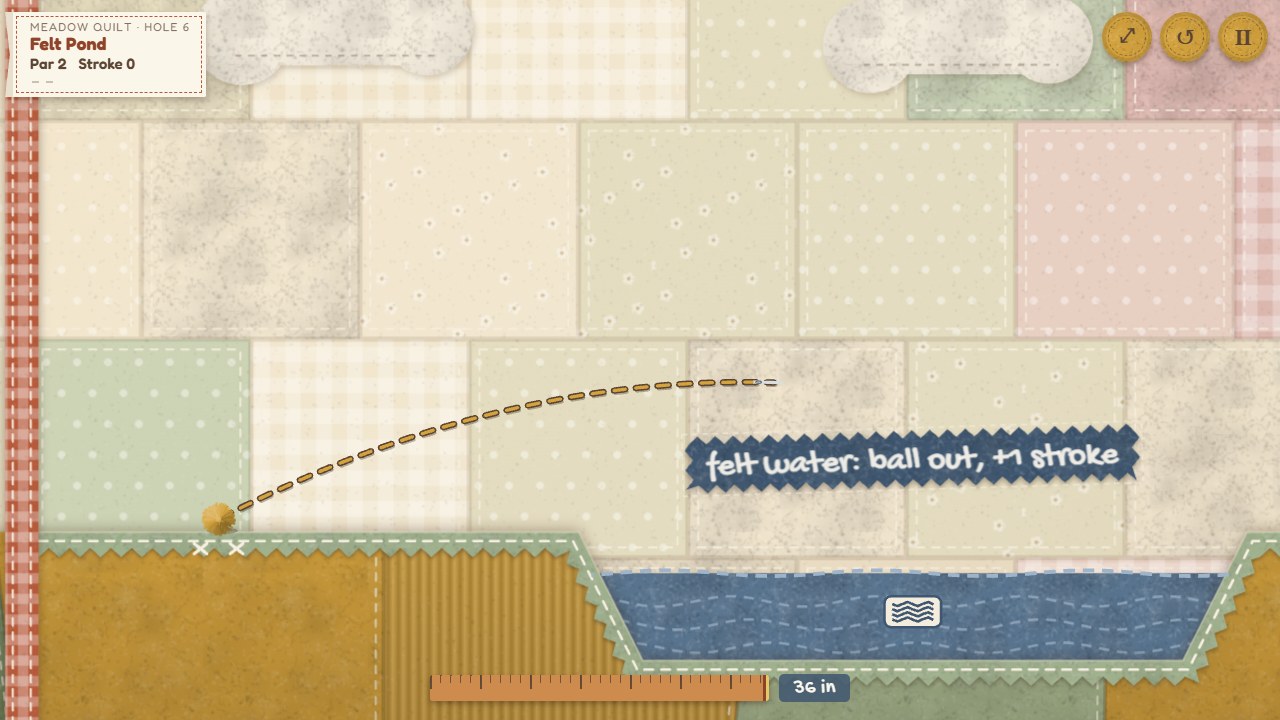 MEADOW QUILT · HOLE 6
Felt Pond
Par 2 Stroke 0
felt water: ball out, +1 stroke
36 in